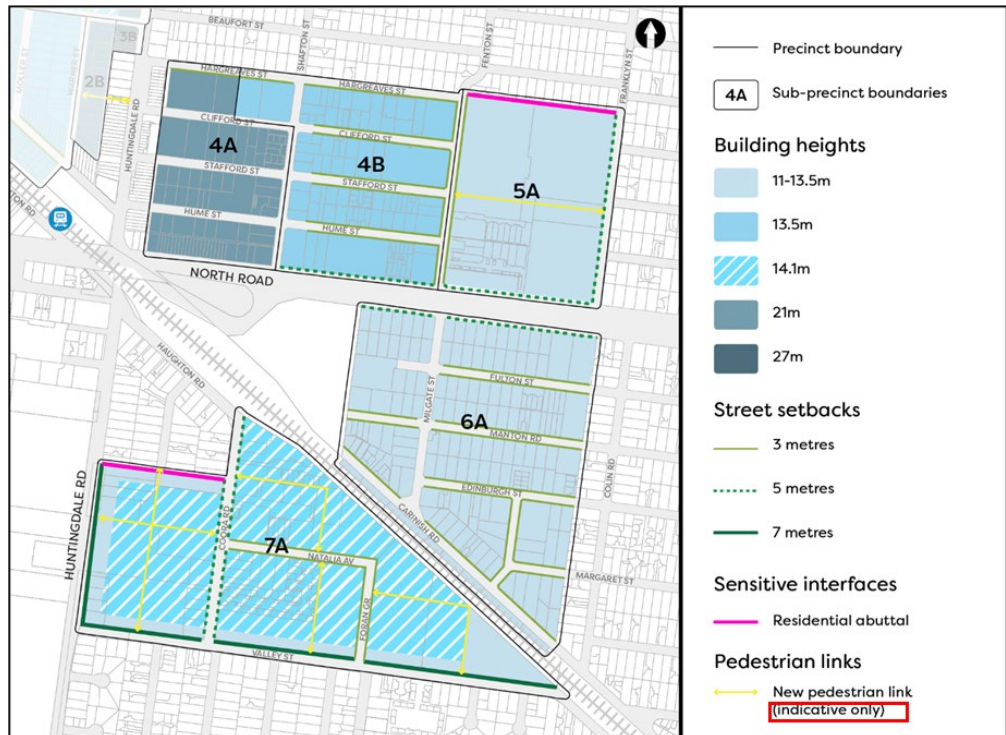 BEAUFORT ST
SHAFTON ST
FENTON ST
FRANKLYN ST
3B
2B
MOLLER ST
HUNTINGDALE RD
HARGREAVES ST
HARGREAVES ST
CLIFFORD ST
CLIFFORD ST
4A
4B
5A
STAFFORD ST
STAFFORD ST
HUME ST
HUME ST
NORTH ROAD
HAUGHTON RD
MILGATE ST
FULTON ST
6A
MANTON RD
EDINBURGH ST
COLIN RD
CARINISH RD
MARGARET ST
HUNTINGDALE RD
COORA RD
7A
NATALIA AV
FORAN GR
VALLEY ST
Precinct boundary
4A
Sub-precinct boundaries
Building heights
11-13.5m
13.5m
14.1m
21m
27m
Street setbacks
3 metres
5 metres
7 metres
Sensitive interfaces
Residential abuttal
Pedestrian links
New pedestrian link
(indicative only)